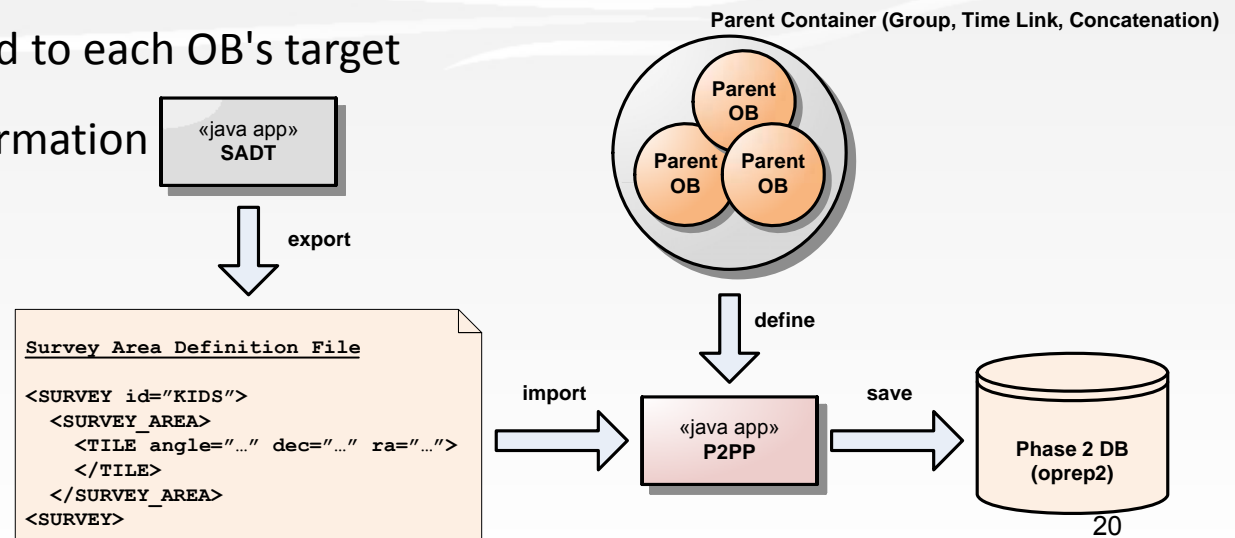 Parent Container (Group, Time Link, Concatenation)
d to each OB's target
rmation
«java app»
SADT
export
Parent
OB
Parent
OB
Parent
OB
define
Survey Area Definition File
<SURVEY id=”KIDS”>
<SURVEY_AREA>
<TILE angle=”…” dec=”…” ra=”…”>
</TILE>
</SURVEY_AREA>
<SURVEY>
import
«java app»
P2PP
save
Phase 2 DB
(oprep2)
20